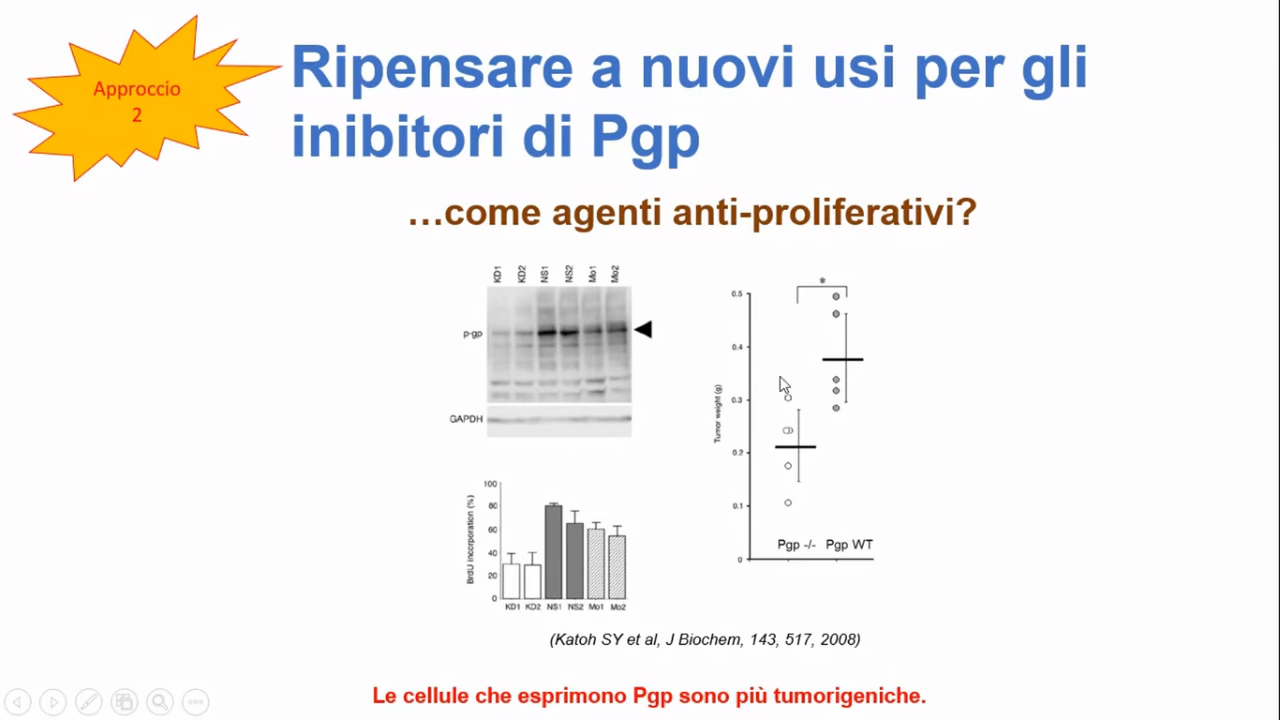 Approccio
2
Ripensare a nuovi usi per gli
inibitori di Pgp
…come agenti anti-proliferativi?
KD1 KD2 NS1 NS2 Mo1 Mo2
p-gp
GAPDH
BrdU incorporation (%)
100
80
60
40
20
0
KD1 KD2 NS1 NS2 Mo1 Mo2
*
Tumor weight (g)
0.5
0.4
0.3
0.2
0.1
0
Pgp -/- Pgp WT
(Katoh SY et al, J Biochem, 143, 517, 2008)
Le cellule che esprimono Pgp sono più tumorigeniche.